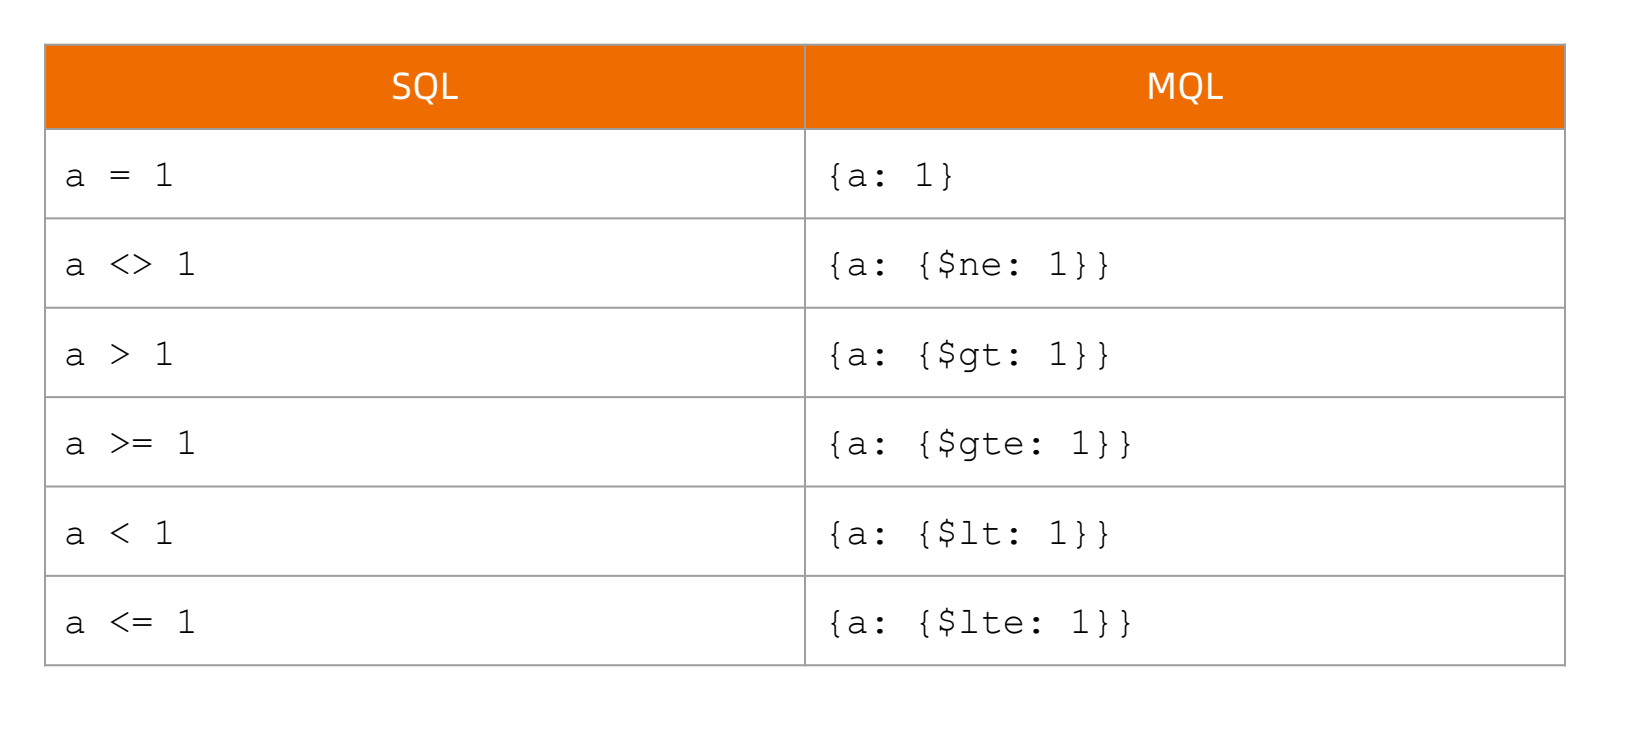 SQL MQL
a = 1 {a: 1}
a <> 1 {a: {$ne: 1}}
a > 1 {a: {$gt: 1}}
a >= 1 {a: {$gte: 1}}
a < 1 {a: {$lt: 1}}
a <= 1 {a: {$lte: 1}}